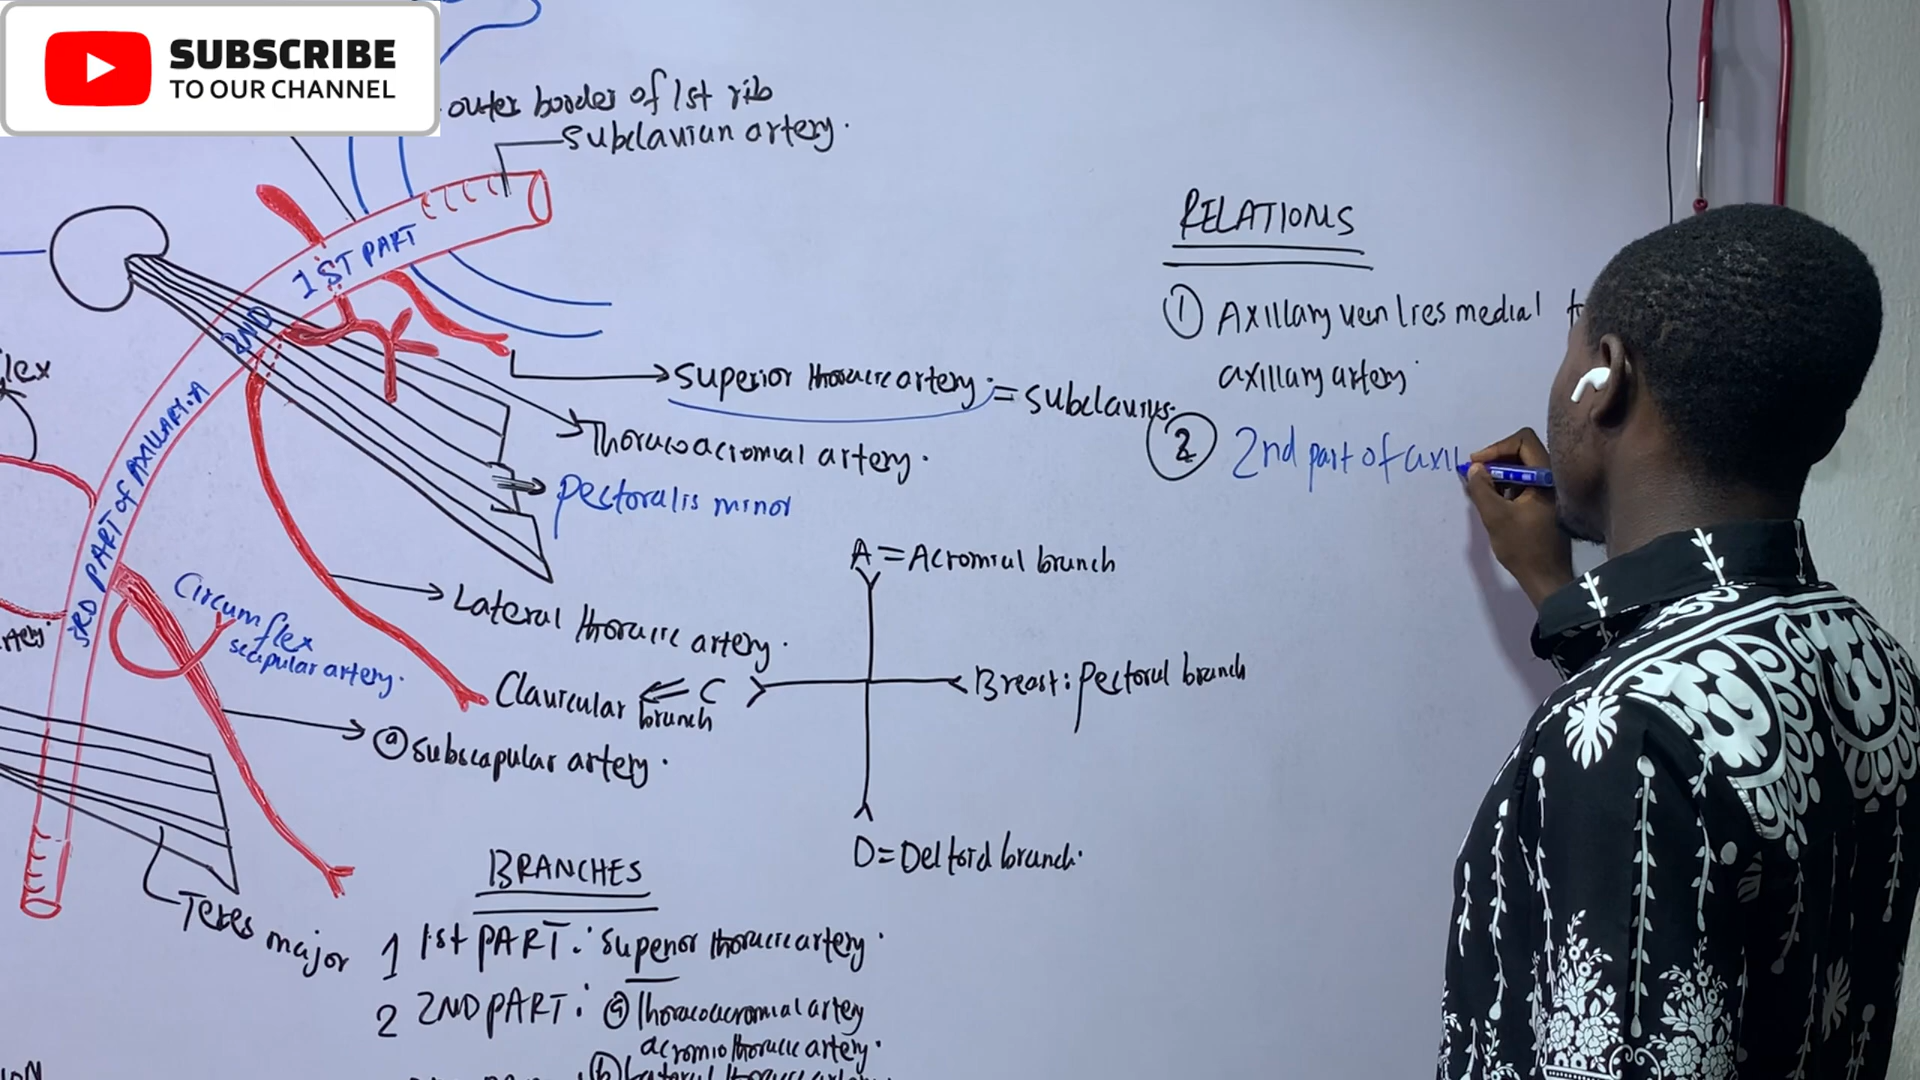 SUBSCRIBE
TO OUR CHANNEL
outer border of 1st rib
Subclavian artery.
1ST PART
2ND
3RD PART of AXILLARY. A
Superior thoracic artery. = Subclavius.
Thoracoacromial artery.
Pectoralis minor
Circumflex
scapular artery.
Lateral thoracic artery.
a Subscapular artery.
Teres major
A = Acromial branch
Breast: Pectoral branch
Clavicular branch C
D = Deltoid branch.
RELATIONS
1 Axillary vein lies medial
axillary artery.
2 2nd part of axil
BRANCHES
1 1st PART: Superior thoracic artery.
2 2ND PART: a Thoracoacromial artery
acromiothoracic artery.
b Lateral thoracic artery